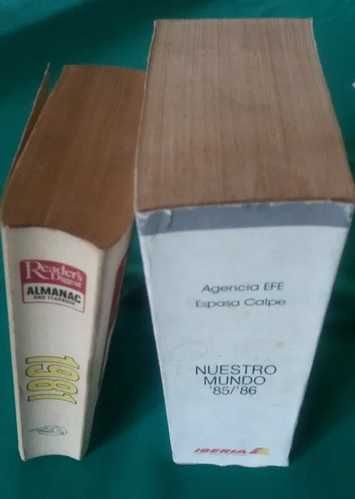 Reader's
Digest
ALMANAC
AND YEARBOOK
1981
Agencia EFE
Espasa Calpe
NUESTRO
MUNDO
'85/'86
IBERIA